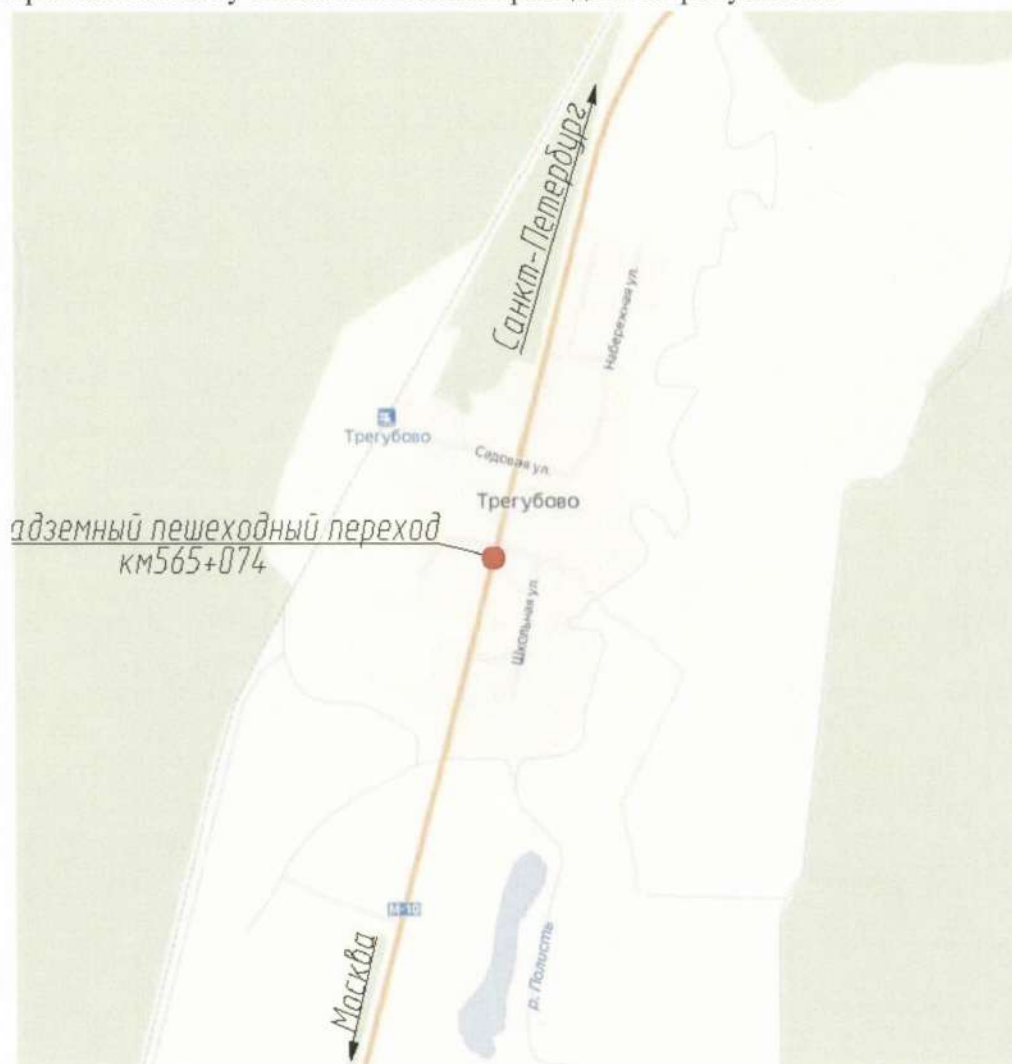 Санкт-Петербург
Набережная ул.
Трегубово
Садовая ул.
Трегубово
адземный пешеходный переход
км565+074
Школьная ул.
М-10
р. Полисть
Москва